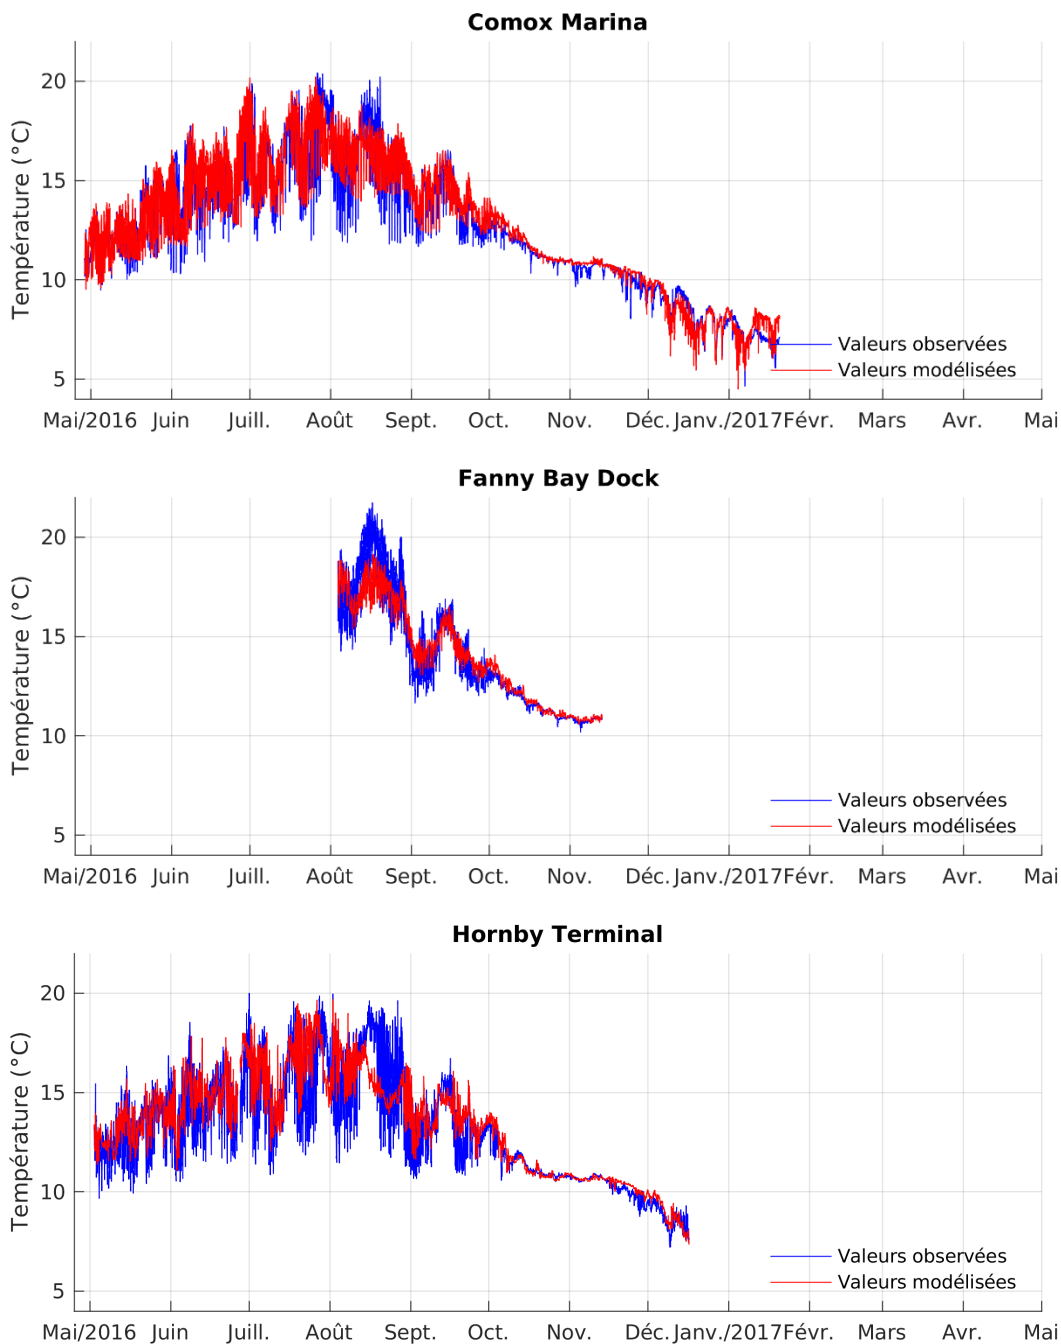 Comox Marina
Température (°C)
20
15
10
5
Valeurs observées
Valeurs modélisées
Mai/2016 Juin Juill. Août Sept. Oct. Nov. Déc. Janv./2017 Févr. Mars Avr. Mai
Fanny Bay Dock
Température (°C)
20
15
10
5
Valeurs observées
Valeurs modélisées
Mai/2016 Juin Juill. Août Sept. Oct. Nov. Déc. Janv./2017 Févr. Mars Avr. Mai
Hornby Terminal
Température (°C)
20
15
10
5
Valeurs observées
Valeurs modélisées
Mai/2016 Juin Juill. Août Sept. Oct. Nov. Déc. Janv./2017 Févr. Mars Avr. Mai